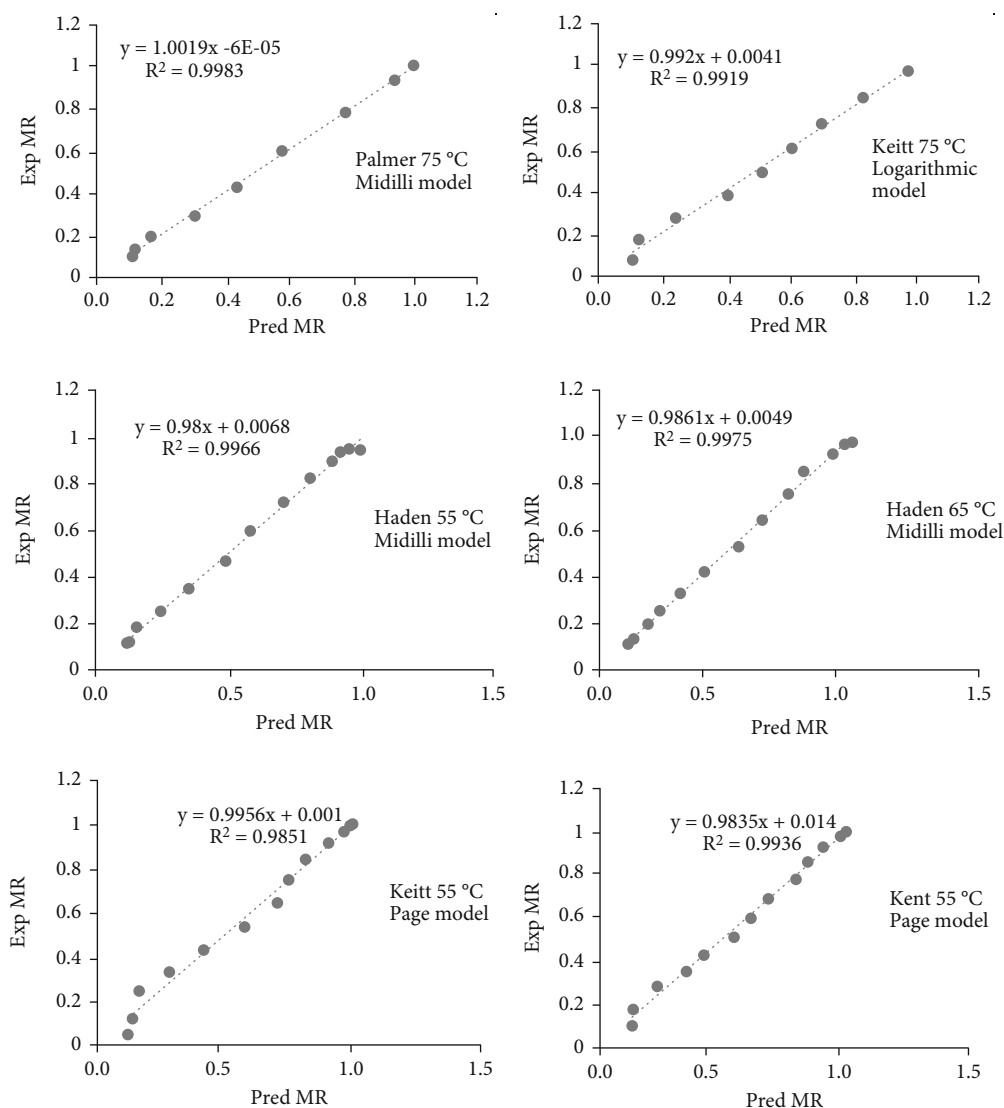 1.2
1
0.8
0.6
0.4
0.2
0
Exp MR
y = 1.0019x -6E-05
R² = 0.9983
Palmer 75 °C
Midilli model
0.0 0.2 0.4 0.6 0.8 1.0 1.2
Pred MR
1.2
1
0.8
0.6
0.4
0.2
0
Exp MR
y = 0.992x + 0.0041
R² = 0.9919
Keitt 75 °C
Logarithmic
model
0.0 0.2 0.4 0.6 0.8 1.0 1.2
Pred MR
1.2
1
0.8
0.6
0.4
0.2
0
Exp MR
y = 0.98x + 0.0068
R² = 0.9966
Haden 55 °C
Midilli model
0.0 0.5 1.0 1.5
Pred MR
1.2
1.0
0.8
0.6
0.4
0.2
0
Exp MR
y = 0.9861x + 0.0049
R² = 0.9975
Haden 65 °C
Midilli model
0.0 0.5 1.0 1.5
Pred MR
1.2
1
0.8
0.6
0.4
0.2
0
Exp MR
y = 0.9956x + 0.001
R² = 0.9851
Keitt 55 °C
Page model
0.0 0.5 1.0 1.5
Pred MR
1.2
1
0.8
0.6
0.4
0.2
0
Exp MR
y = 0.9835x + 0.014
R² = 0.9936
Kent 55 °C
Page model
0.0 0.5 1.0 1.5
Pred MR